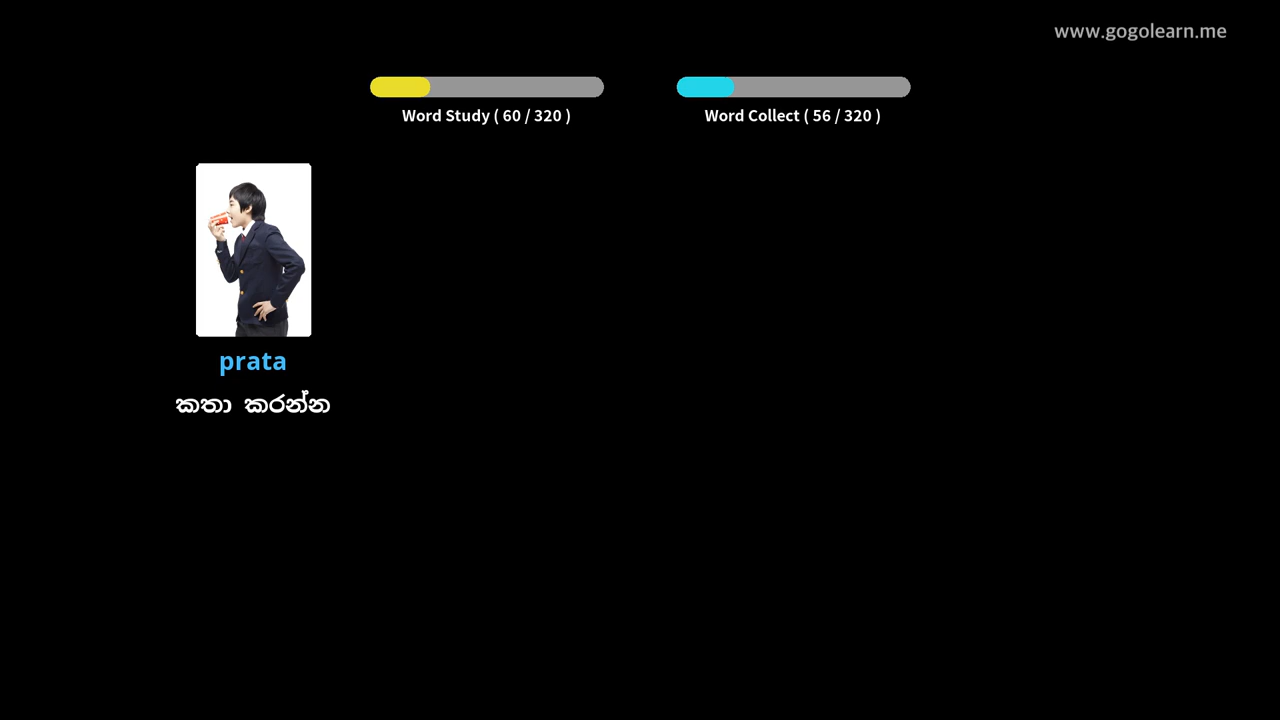 www.gogolearn.me
Word Study ( 60 / 320 )
Word Collect ( 56 / 320 )
prata
කතා කරන්න